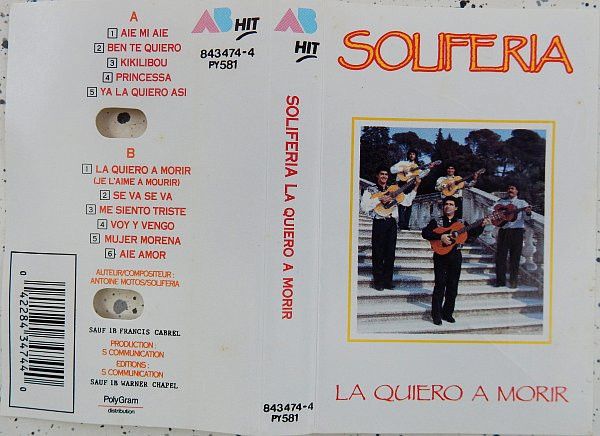 A
1 AIE MI AIE
2 BEN TE QUIERO
3 KIKILIBOU
4 PRINCESSA
5 YA LA QUIERO ASI
B
1 LA QUIERO A MORIR
(JE L'AIME A MOURIR)
2 SE VA SE VA
3 ME SIENTO TRISTE
4 VOY Y VENGO
5 MUJER MORENA
6 AIE AMOR
AUTEUR/COMPOSITEUR :
ANTOINE MOTOS/SOLIFERIA
SAUF 1B FRANCIS CABREL
PRODUCTION :
S COMMUNICATION
EDITIONS :
S COMMUNICATION
SAUF 1B WARNER CHAPEL
PolyGram
distribution
0 42284 34744 0
AB HIT
843474-4
PY581
AB
HIT
SOLIFERIA LA QUIERO A MORIR
843474-4
PY581
SOLIFERIA
LA QUIERO A MORIR